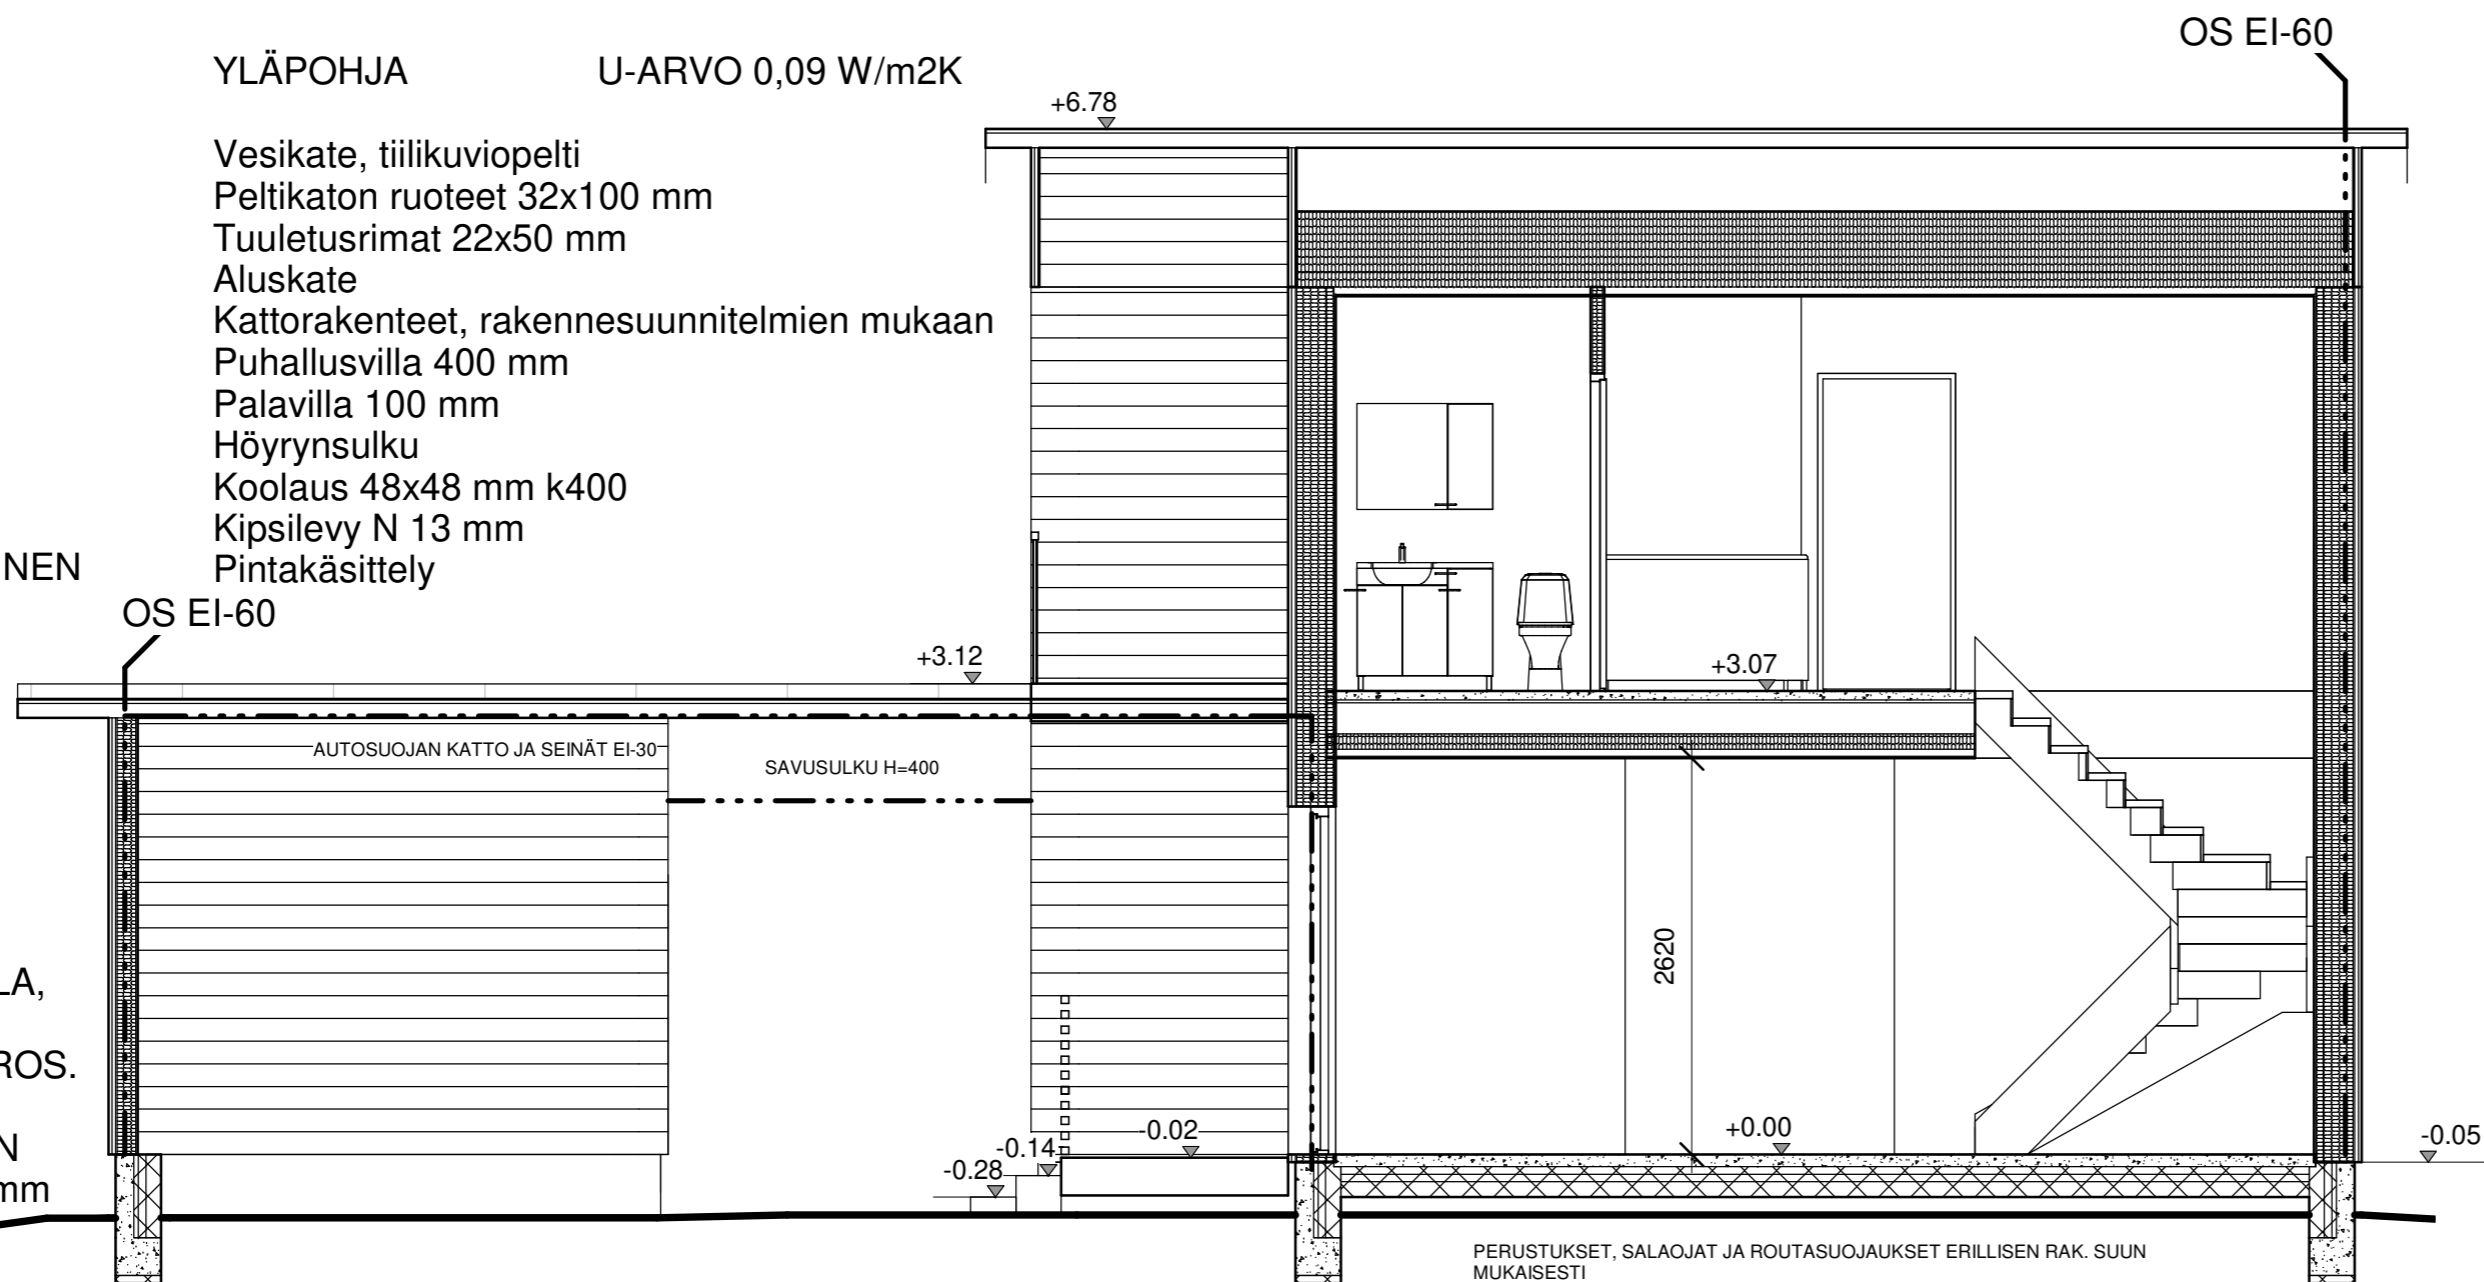 OS EI-60
YLÄPOHJA U-ARVO 0,09 W/m2K
+6.78
Vesikate, tiilikuviopelti
Peltikaton ruoteet 32x100 mm
Tuuletusrimat 22x50 mm
Aluskate
Kattorakenteet, rakennesuunnitelmien mukaan
Puhallusvilla 400 mm
Palavilla 100 mm
Höyrynsulku
Koolaus 48x48 mm k400
Kipsilevy N 13 mm
Pintakäsittely
NEN
OS EI-60
+3.12
+3.07
AUTOSUOJAN KATTO JA SEINÄT EI-30
SAVUSULKU H=400
2620
LA,
ROS.
N
mm
-0.28
-0.14
-0.02
+0.00
-0.05
PERUSTUKSET, SALAOJAT JA ROUTASUOJAUKSET ERILLISEN RAK. SUUN
MUKAISESTI